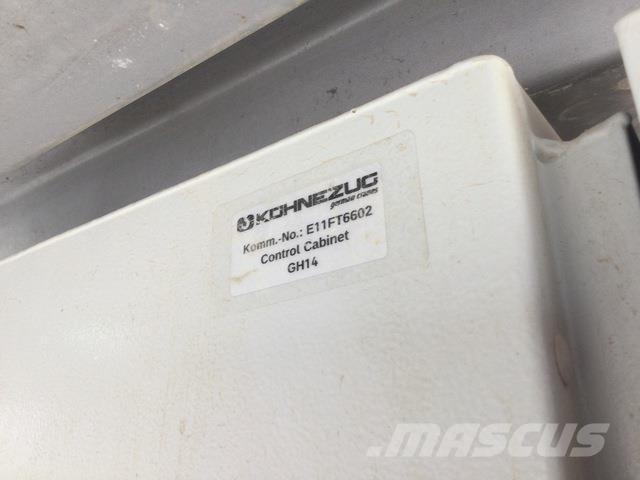 KÖHNEZUG
german cranes
Komm.-No.: E11FT6602
Control Cabinet
GH14
MASCUS